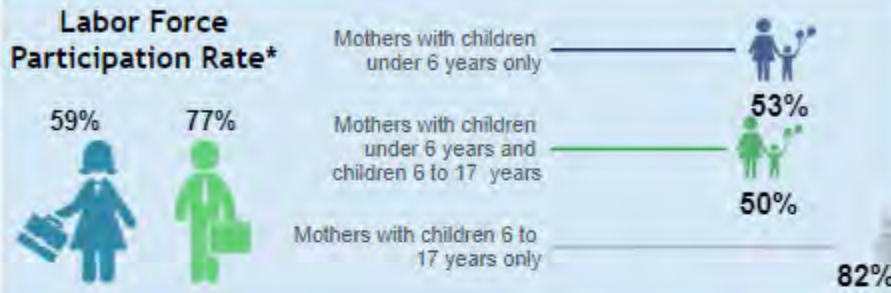 Labor Force
Participation Rate*
59% 77%
Mothers with children
under 6 years only
53%
Mothers with children
under 6 years and
children 6 to 17 years
50%
Mothers with children 6 to
17 years only
82%